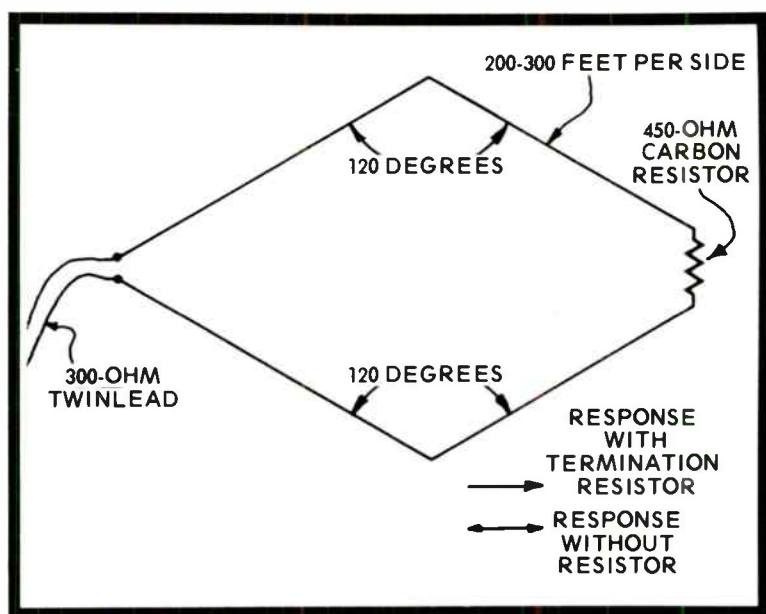 200-300 FEET PER SIDE
450-OHM
CARBON
RESISTOR
120 DEGREES
300-OHM
TWINLEAD
120 DEGREES
RESPONSE
WITH
TERMINATION
RESISTOR
RESPONSE
WITHOUT
RESISTOR